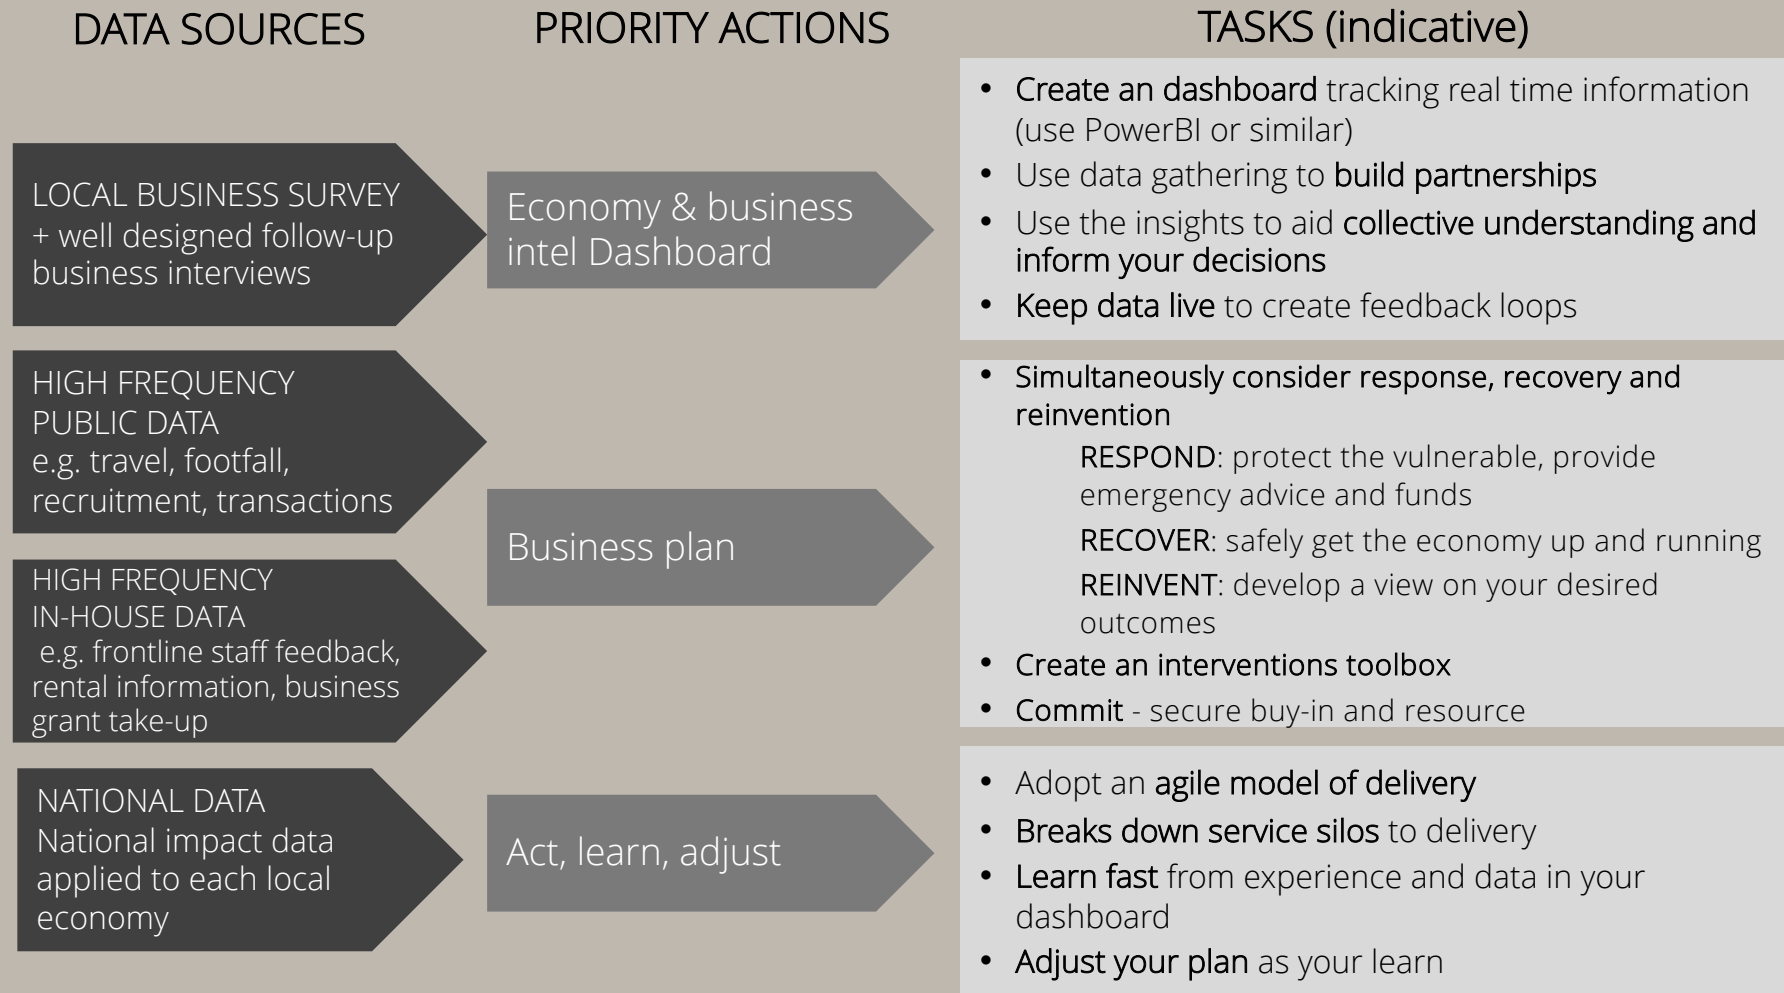 DATA SOURCES
PRIORITY ACTIONS
TASKS (indicative)
LOCAL BUSINESS SURVEY
+ well designed follow-up
business interviews
HIGH FREQUENCY
PUBLIC DATA
e.g. travel, footfall,
recruitment, transactions
HIGH FREQUENCY
IN-HOUSE DATA
e.g. frontline staff feedback,
rental information, business
grant take-up
NATIONAL DATA
National impact data
applied to each local
economy
Economy & business
intel Dashboard
Business plan
Act, learn, adjust
• Create an dashboard tracking real time information
(use PowerBI or similar)
• Use data gathering to build partnerships
• Use the insights to aid collective understanding and
inform your decisions
• Keep data live to create feedback loops
• Simultaneously consider response, recovery and
reinvention
RESPOND: protect the vulnerable, provide
emergency advice and funds
RECOVER: safely get the economy up and running
REINVENT: develop a view on your desired
outcomes
• Create an interventions toolbox
• Commit - secure buy-in and resource
• Adopt an agile model of delivery
• Breaks down service silos to delivery
• Learn fast from experience and data in your
dashboard
• Adjust your plan as your learn